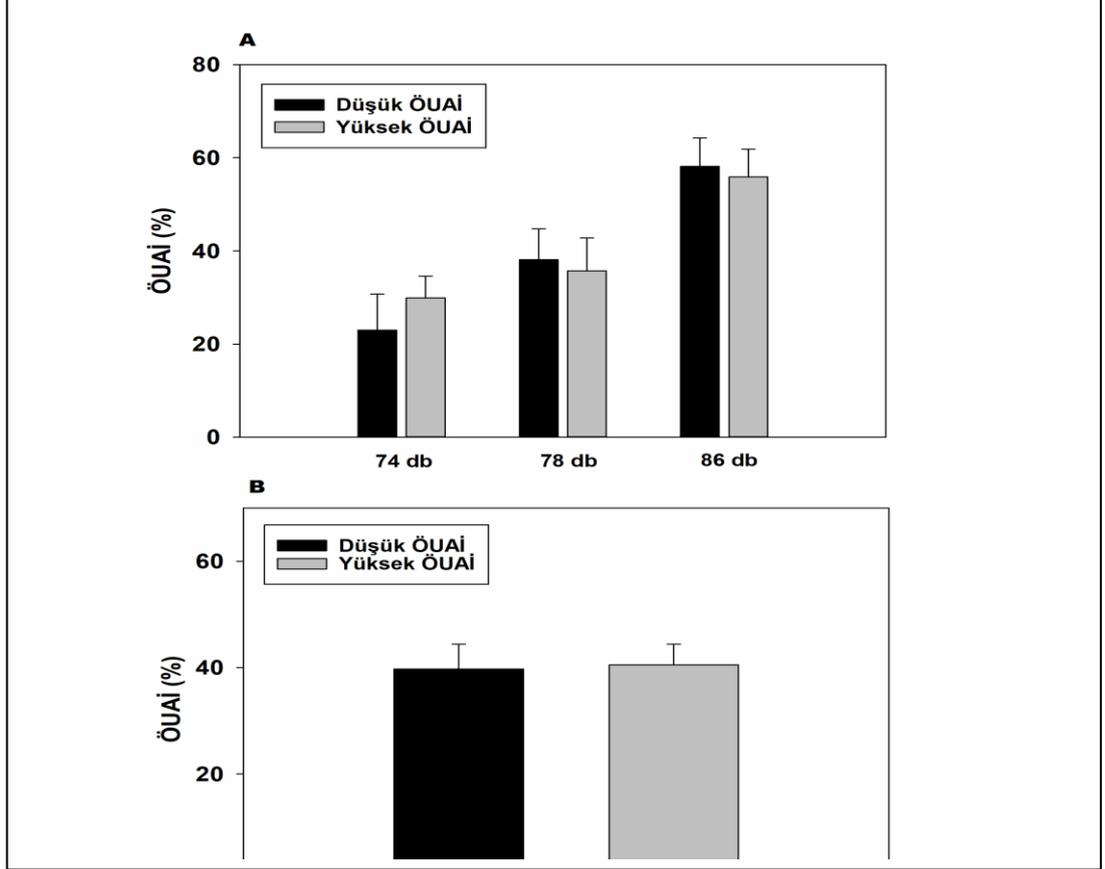 A
80
Düşük ÖUAİ
Yüksek ÖUAİ
60
ÖUAİ (%)
40
20
0
74 db 78 db 86 db
B
Düşük ÖUAİ
Yüksek ÖUAİ
60
ÖUAİ (%)
40
20